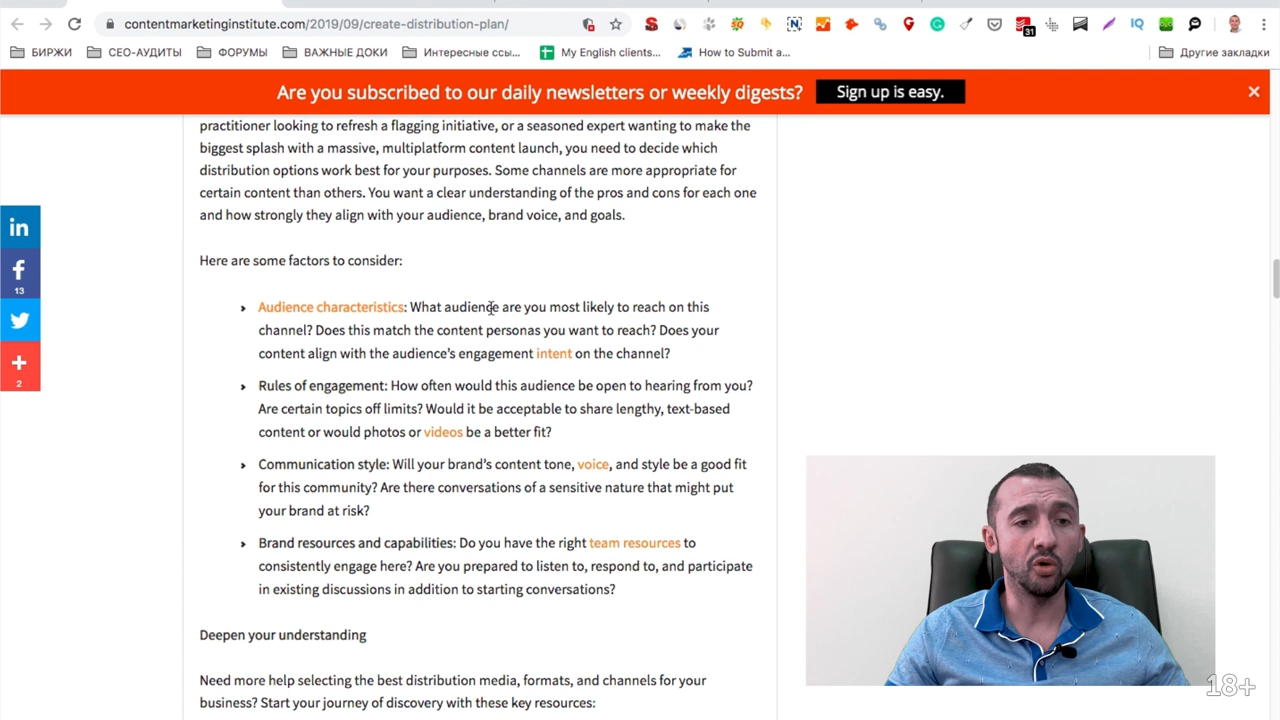 contentmarketinginstitute.com/2019/09/create-distribution-plan/
31
БИРЖИ
СЕО-АУДИТЫ
ФОРУМЫ
ВАЖНЫЕ ДОКИ
Интересные ссы...
My English clients...
How to Submit a...
Другие закладки
Are you subscribed to our daily newsletters or weekly digests?
Sign up is easy.
practitioner looking to refresh a flagging initiative, or a seasoned expert wanting to make the
biggest splash with a massive, multiplatform content launch, you need to decide which
distribution options work best for your purposes. Some channels are more appropriate for
certain content than others. You want a clear understanding of the pros and cons for each one
and how strongly they align with your audience, brand voice, and goals.
in
13
2
Here are some factors to consider:
Audience characteristics: What audience are you most likely to reach on this
channel? Does this match the content personas you want to reach? Does your
content align with the audience's engagement intent on the channel?
Rules of engagement: How often would this audience be open to hearing from you?
Are certain topics off limits? Would it be acceptable to share lengthy, text-based
content or would photos or videos be a better fit?
Communication style: Will your brand's content tone, voice, and style be a good fit
for this community? Are there conversations of a sensitive nature that might put
your brand at risk?
Brand resources and capabilities: Do you have the right team resources to
consistently engage here? Are you prepared to listen to, respond to, and participate
in existing discussions in addition to starting conversations?
Deepen your understanding
Need more help selecting the best distribution media, formats, and channels for your
business? Start your journey of discovery with these key resources:
18+